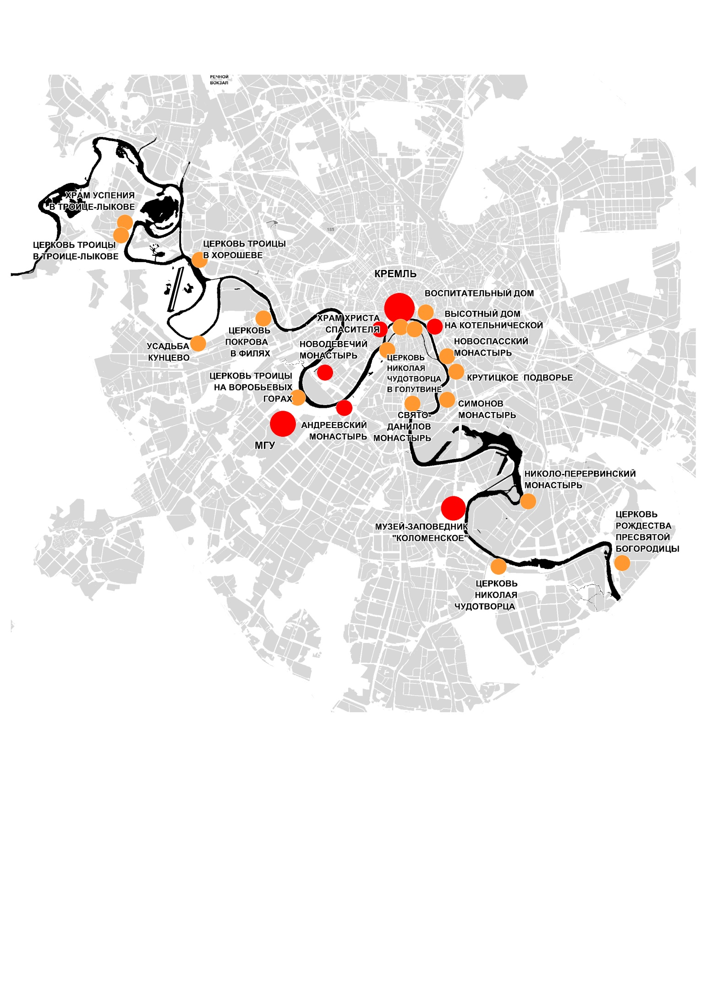 РЕЧНОЙ
ВОКЗАЛ
ХРАМ УСПЕНИЯ
В ТРОИЦЕ-ЛЫКОВЕ
185
ЦЕРКОВЬ ТРОИЦЫ
В ТРОИЦЕ-ЛЫКОВЕ
ЦЕРКОВЬ ТРОИЦЫ
В ХОРОШЕВЕ
КРЕМЛЬ
ВОСПИТАТЕЛЬНЫЙ ДОМ
ВЫСОТНЫЙ ДОМ
НА КОТЕЛЬНИЧЕСКОЙ
ХРАМ ХРИСТА
СПАСИТЕЛЯ
ЦЕРКОВЬ
ПОКРОВА
В ФИЛЯХ
УСАДЬБА
КУНЦЕВО
НОВОДЕВЕЧИЙ
МОНАСТЫРЬ
НОВОСПАССКИЙ
МОНАСТЫРЬ
ЦЕРКОВЬ
НИКОЛАЯ
ЧУДОТВОРЦА
В ГОЛУТВИНЕ
КРУТИЦКОЕ ПОДВОРЬЕ
ЦЕРКОВЬ ТРОИЦЫ
НА ВОРОБЬЕВЫХ
ГОРАХ
СИМОНОВ
МОНАСТЫРЬ
СВЯТО-
ДАНИЛОВ
МОНАСТЫРЬ
АНДРЕЕВСКИЙ
МОНАСТЫРЬ
МГУ
НИКОЛО-ПЕРЕРВИНСКИЙ
МОНАСТЫРЬ
МУЗЕЙ-ЗАПОВЕДНИК
"КОЛОМЕНСКОЕ"
ЦЕРКОВЬ
РОЖДЕСТВА
ПРЕСВЯТОЙ
БОГОРОДИЦЫ
ЦЕРКОВЬ
НИКОЛАЯ
ЧУДОТВОРЦА